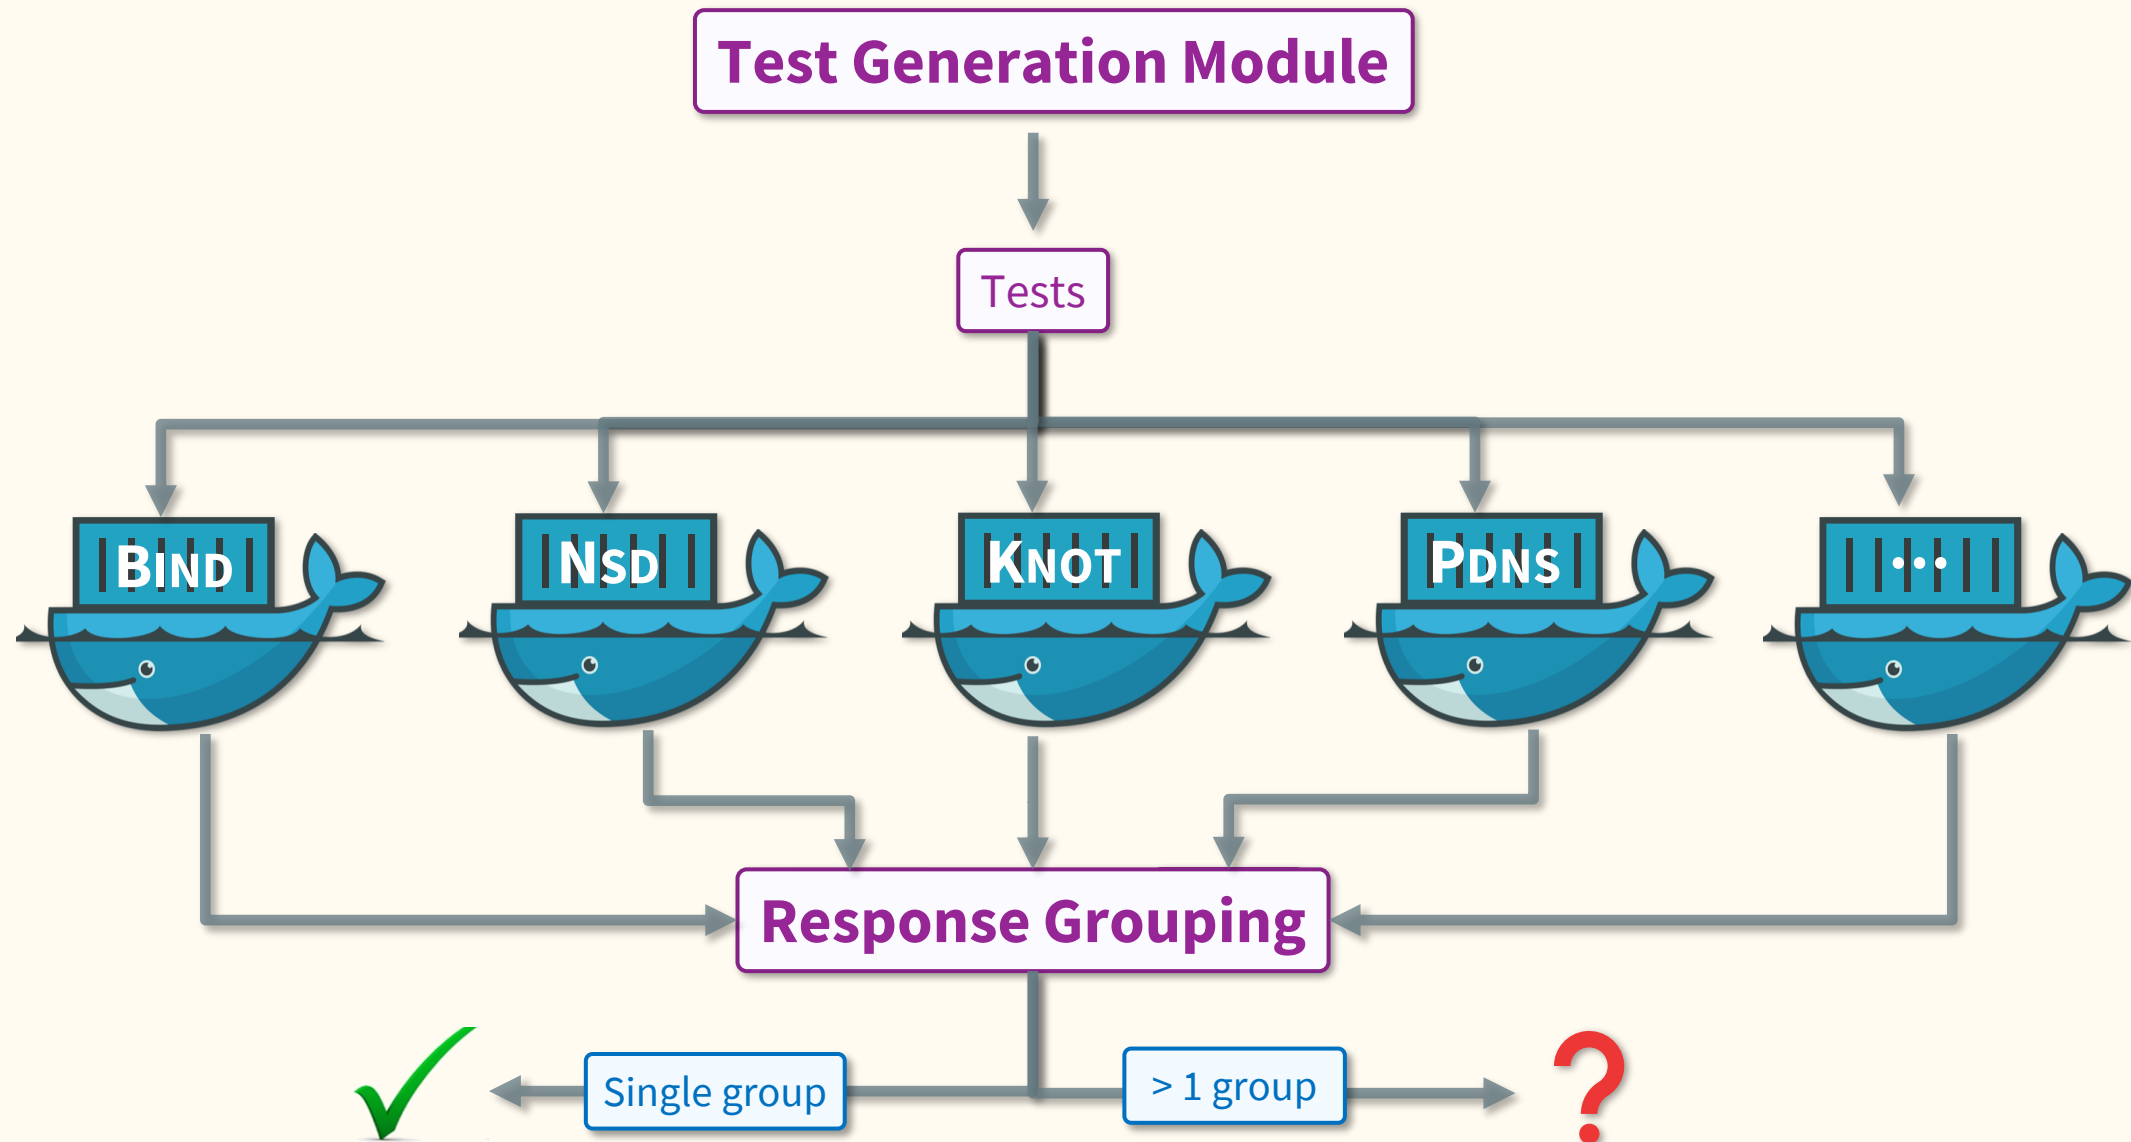 Test Generation Module
Tests
BIND
NSD
KNOT
PDNS
...
Response Grouping
Single group
> 1 group
?